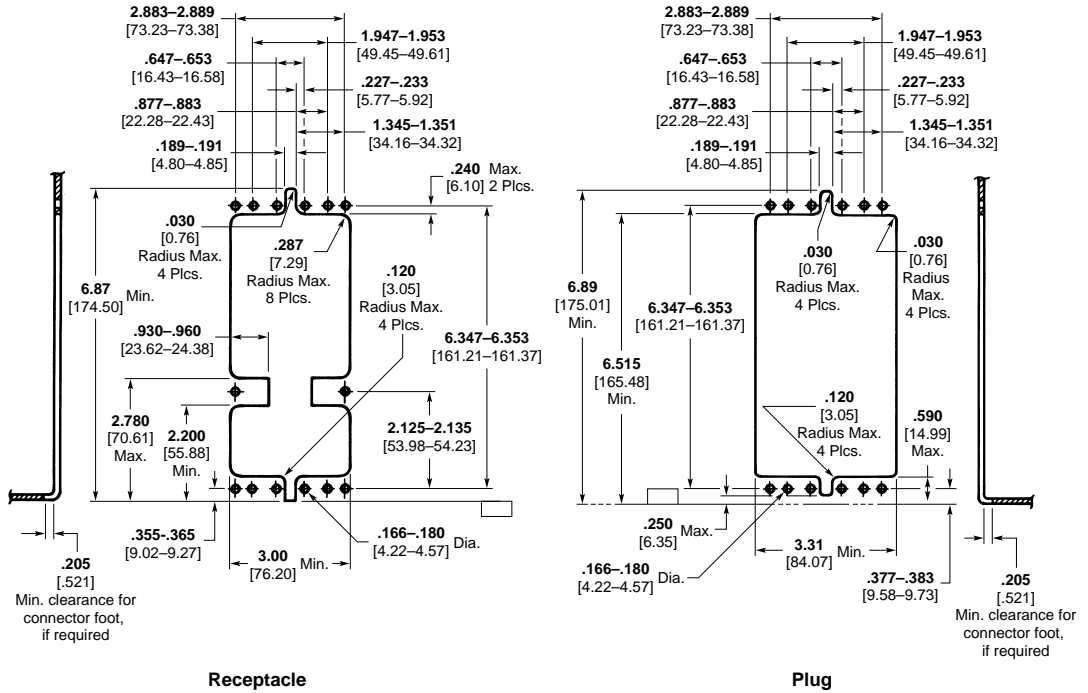 2.883–2.889
[73.23–73.38]
1.947–1.953
[49.45–49.61]
.647–.653
[16.43–16.58]
.227–.233
[5.77–5.92]
.877–.883
[22.28–22.43]
1.345–1.351
[34.16–34.32]
.189–.191
[4.80–4.85]
.240 Max.
[6.10] 2 Plcs.
.030
[0.76]
Radius Max.
4 Plcs.
.287
[7.29]
Radius Max.
8 Plcs.
.120
[3.05]
Radius Max.
4 Plcs.
6.87 Min.
[174.50]
.930–.960
[23.62–24.38]
6.347–6.353
[161.21–161.37]
2.780
[70.61]
Max.
2.200
[55.88]
Min.
2.125–2.135
[53.98–54.23]
.355-.365
[9.02–9.27]
3.00 Min.
[76.20]
.166–.180 Dia.
[4.22–4.57]
.205
[.521]
Min. clearance for
connector foot,
if required
Receptacle
2.883–2.889
[73.23–73.38]
1.947–1.953
[49.45–49.61]
.647–.653
[16.43–16.58]
.227–.233
[5.77–5.92]
.877–.883
[22.28–22.43]
1.345–1.351
[34.16–34.32]
.189–.191
[4.80–4.85]
.030
[0.76]
Radius Max.
4 Plcs.
.030
[0.76]
Radius
Max.
4 Plcs.
6.89
[175.01]
Min.
6.347–6.353
[161.21–161.37]
6.515
[165.48]
Min.
.120
[3.05]
Radius Max.
4 Plcs.
.590
[14.99]
Max.
.250 Max.
[6.35]
3.31 Min.
[84.07]
.166–.180 Dia.
[4.22–4.57]
.377–.383
[9.58–9.73]
.205
[.521]
Min. clearance for
connector foot,
if required
Plug